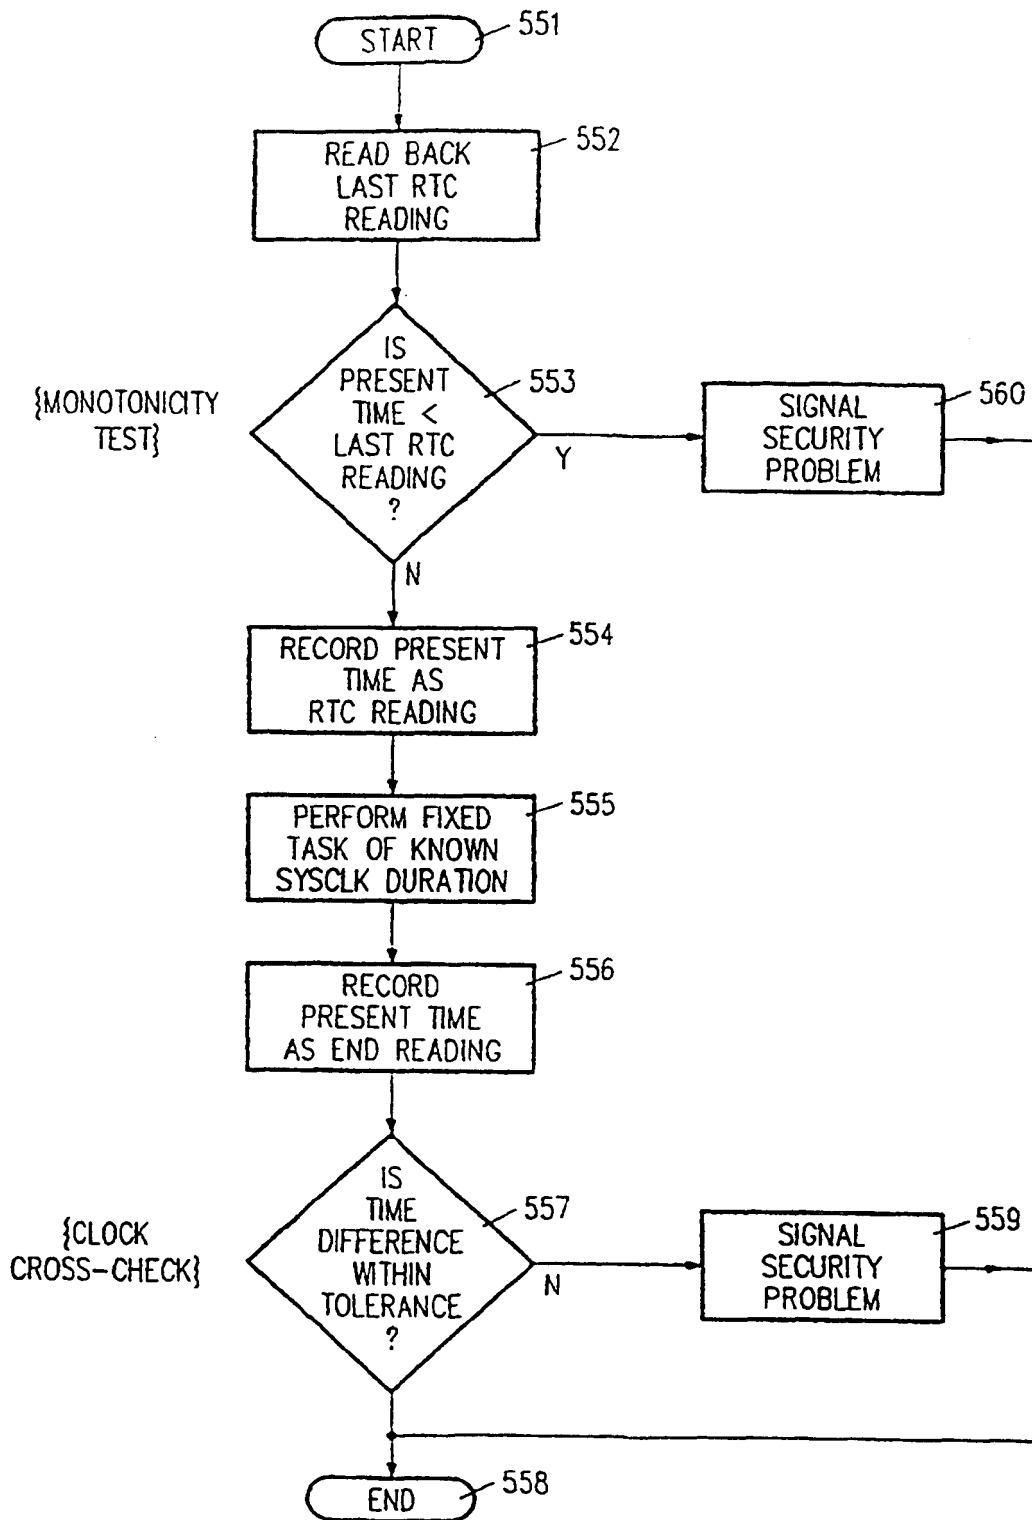 START
551
READ BACK
LAST RTC
READING
552
IS
PRESENT
TIME <
LAST RTC
READING
?
553
{MONOTONICITY
TEST}
Y
SIGNAL
SECURITY
PROBLEM
560
N
RECORD PRESENT
TIME AS
RTC READING
554
PERFORM FIXED
TASK OF KNOWN
SYSCLK DURATION
555
RECORD
PRESENT TIME
AS END READING
556
IS
TIME
DIFFERENCE
WITHIN
TOLERANCE
?
557
{CLOCK
CROSS-CHECK}
N
SIGNAL
SECURITY
PROBLEM
559
END
558